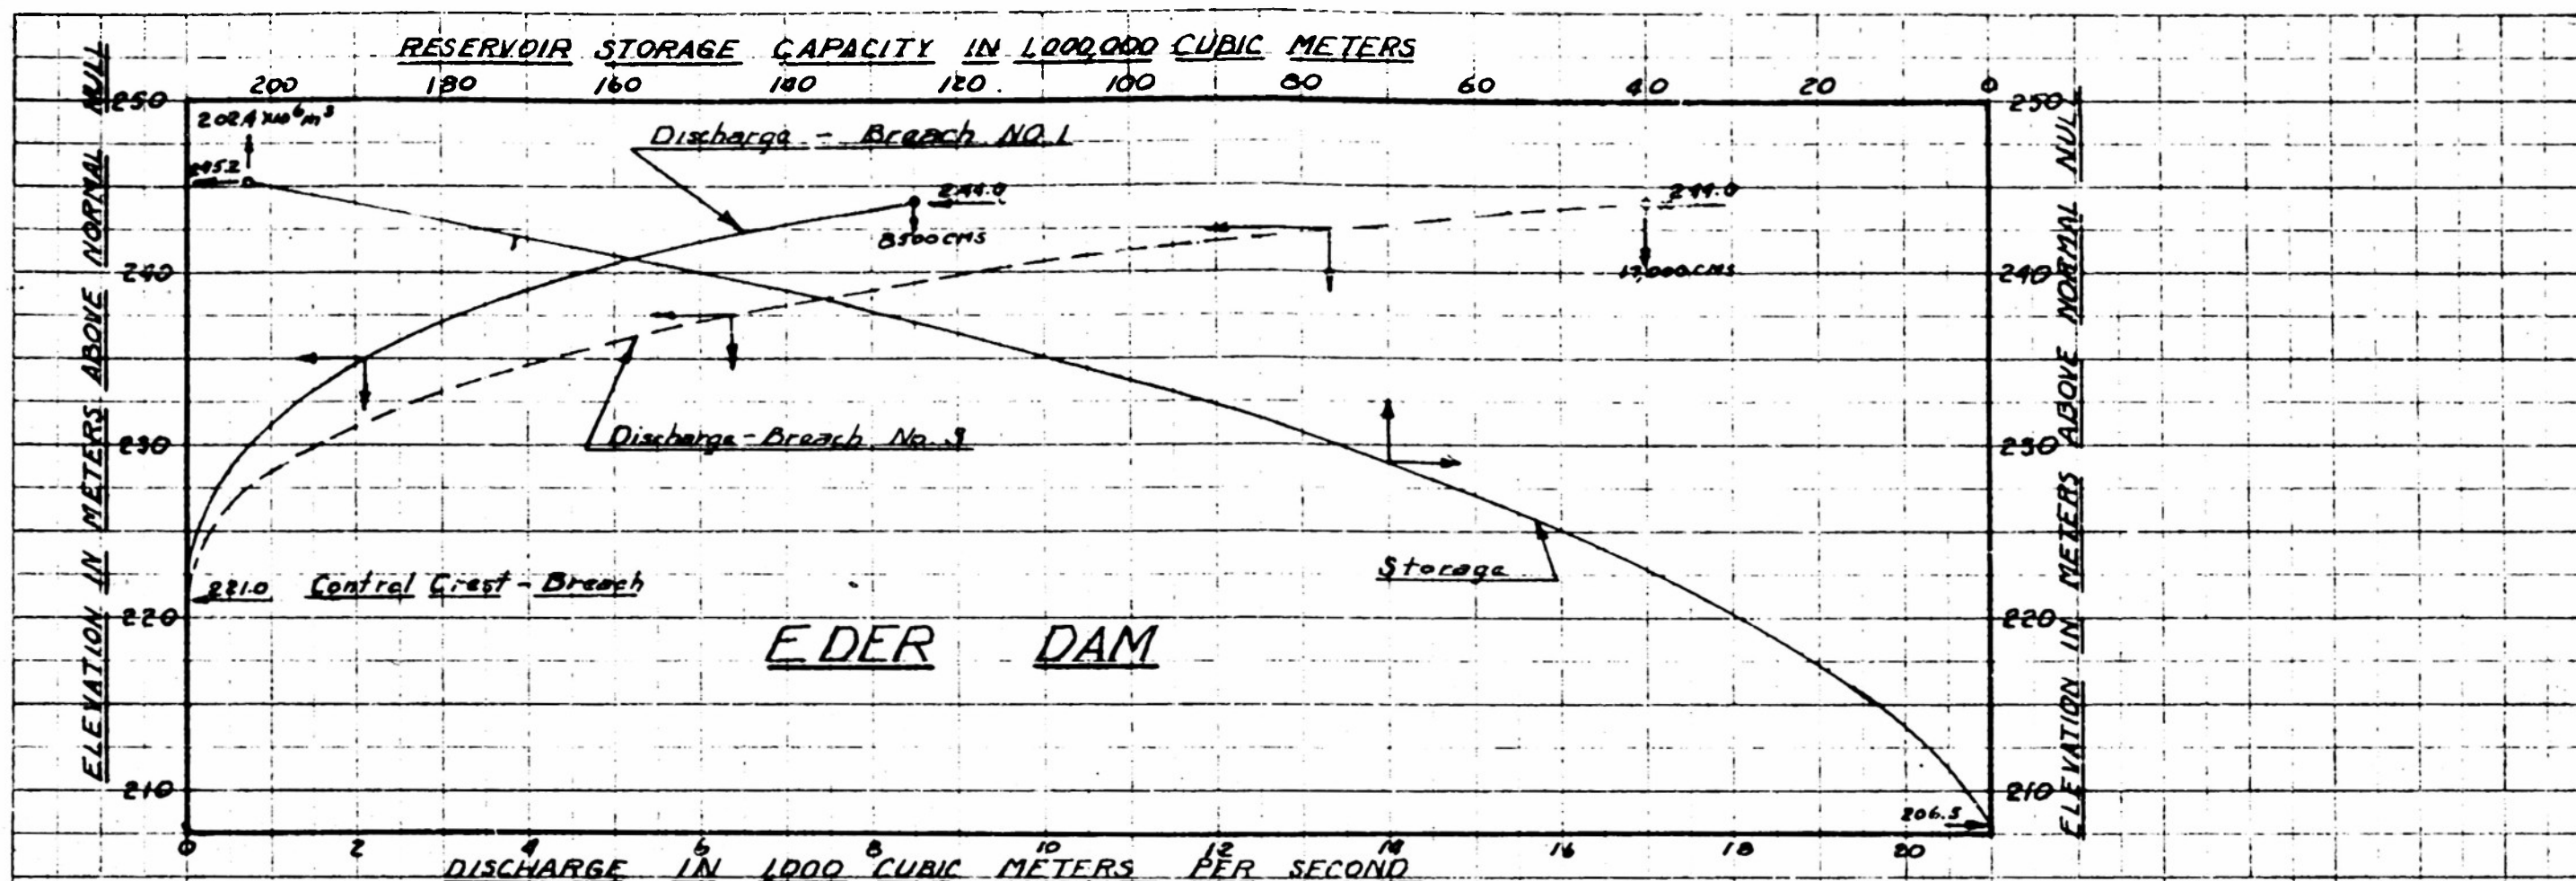 RESERVOIR STORAGE CAPACITY IN 1,000,000 CUBIC METERS
200 180 160 140 120 100 80 60 40 20 0
ELEVATION IN METERS ABOVE NORMAL NULL
250
240
230
220
210
202.4 x10⁶m³
245.2
Discharge - Breach NO. 1
244.0
8500 CMS
244.0
17,000 CMS
Discharge - Breach No.
221.0 Control Crest - Breach
Storage
EDER DAM
206.5
250
240
230
220
210
ELEVATION IN METERS ABOVE NORMAL NULL
0 2 4 6 8 10 12 14 16 18 20
DISCHARGE IN 1000 CUBIC METERS PER SECOND